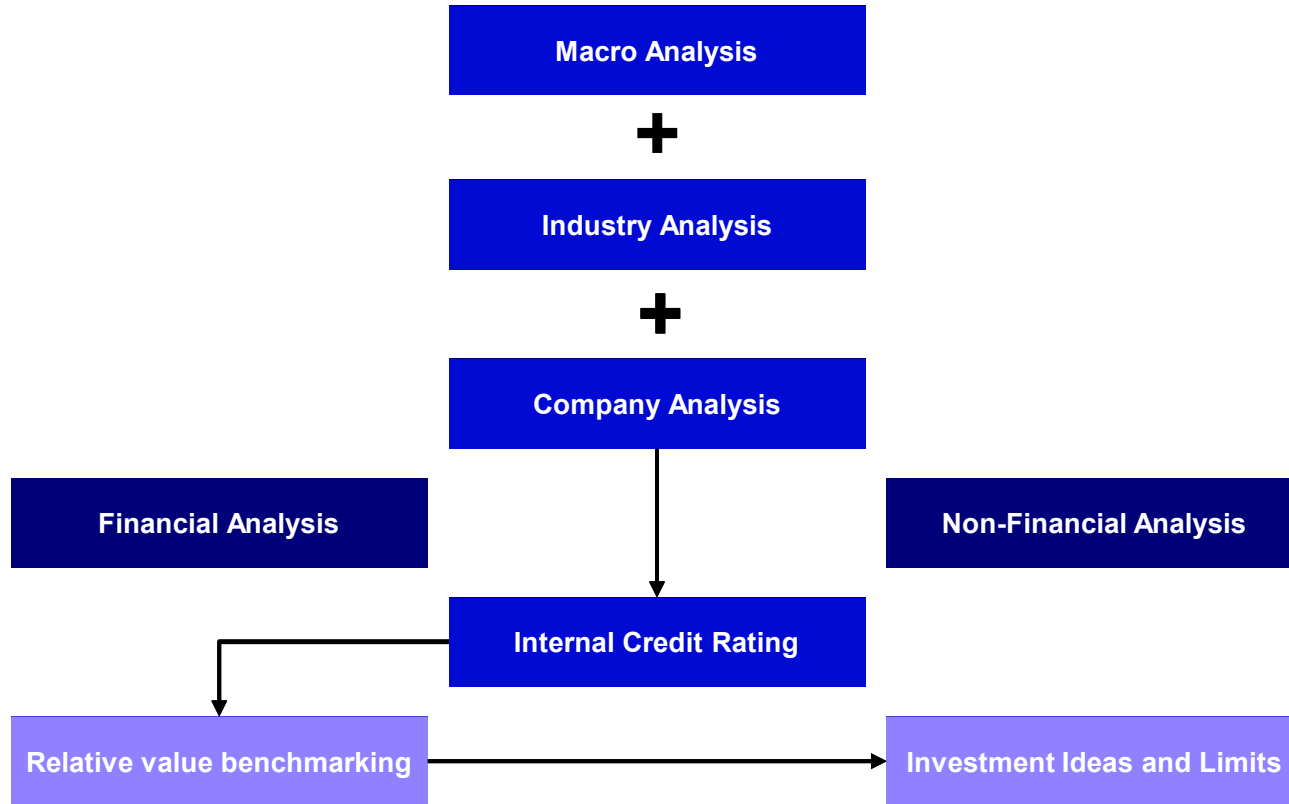 Macro Analysis
+
Industry Analysis
+
Company Analysis
Financial Analysis
Non-Financial Analysis
Internal Credit Rating
Relative value benchmarking
Investment Ideas and Limits